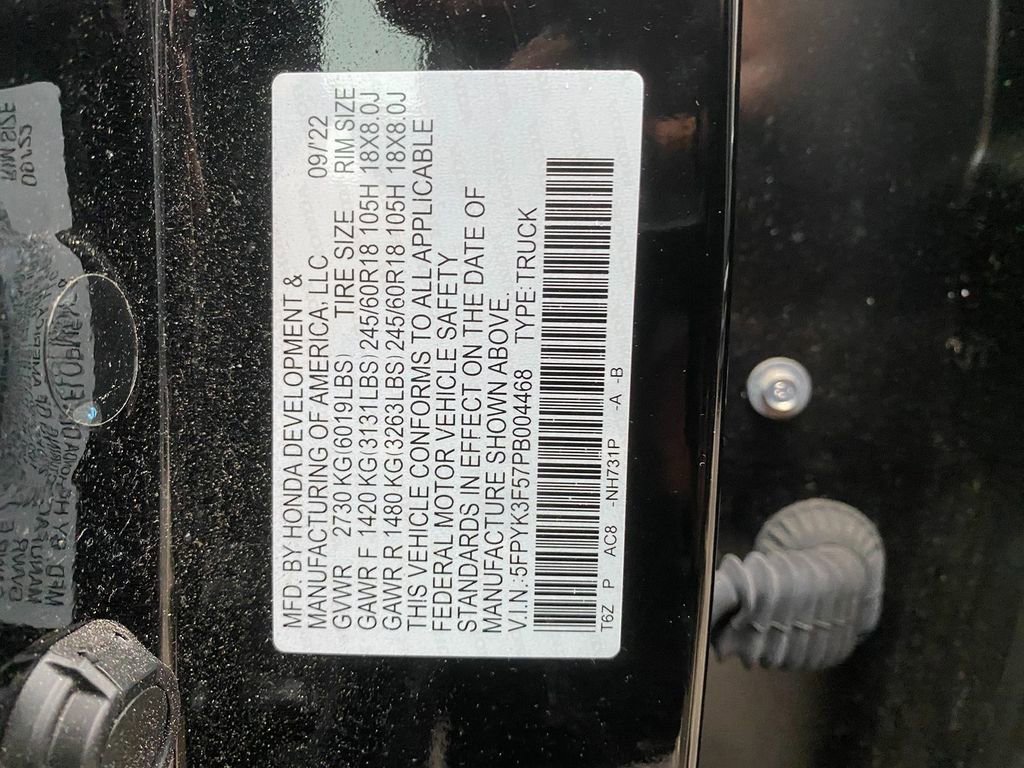 MFD. BY HONDA DEVELOPMENT &
MANUFACTURING OF AMERICA, LLC 09/'22
GVWR 2730 KG (6019LBS) TIRE SIZE RIM SIZE
GAWR F 1420 KG (3131LBS) 245/60R18 105H 18X8.0J
GAWR R 1480 KG (3263LBS) 245/60R18 105H 18X8.0J
THIS VEHICLE CONFORMS TO ALL APPLICABLE
FEDERAL MOTOR VEHICLE SAFETY
STANDARDS IN EFFECT ON THE DATE OF
MANUFACTURE SHOWN ABOVE.
V.I.N.: 5FPYK3F57PB004468 TYPE: TRUCK
T6Z P AC8 -NH731P -A -B